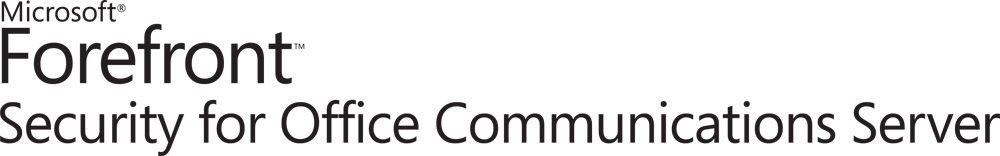 Microsoft®
Forefront™
Security for Office Communications Server